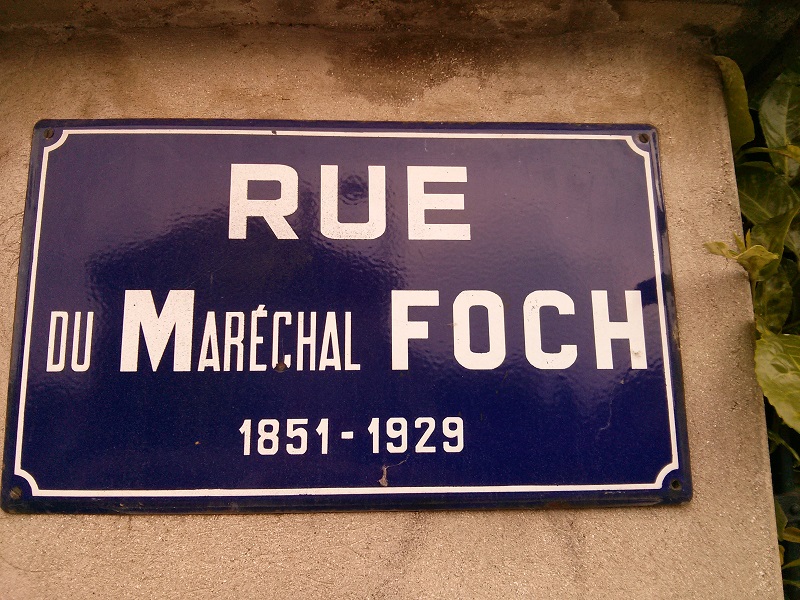 RUE
DU MARÉCHAL FOCH
1851-1929